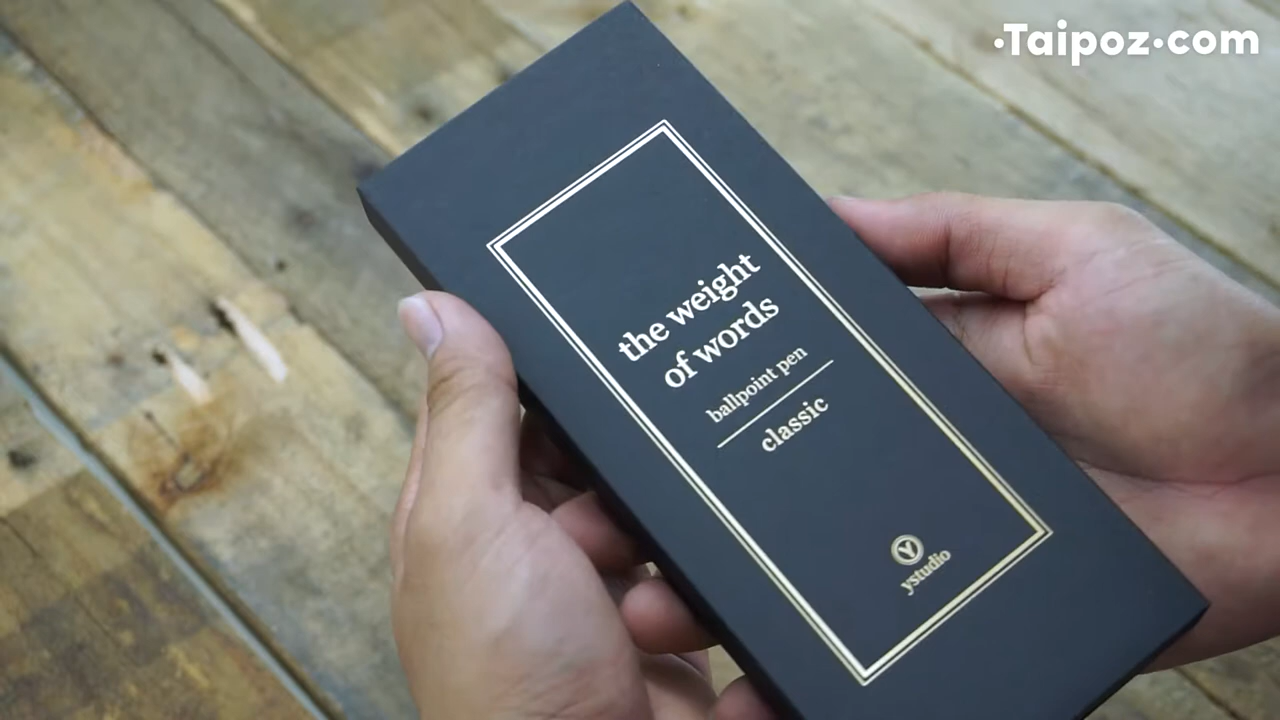 ·Taipoz·com
the weight
of words
ballpoint pen
classic
Y
ystudio